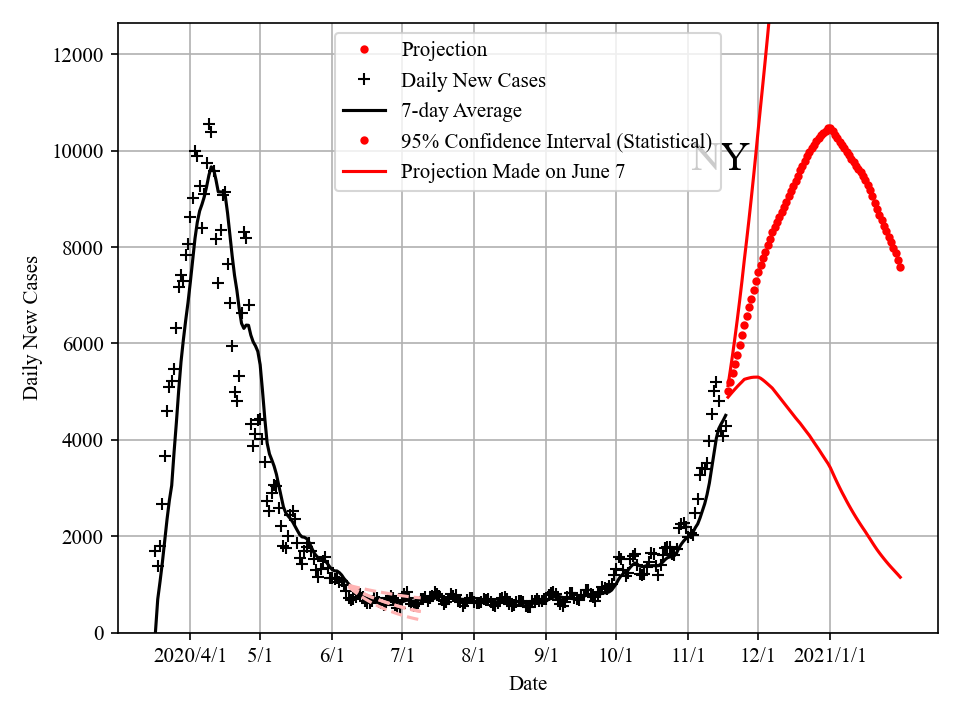 Projection
Daily New Cases
7-day Average
95% Confidence Interval (Statistical)
Projection Made on June 7
NY
12000
10000
8000
6000
4000
2000
0
Daily New Cases
2020/4/1 5/1 6/1 7/1 8/1 9/1 10/1 11/1 12/1 2021/1/1
Date